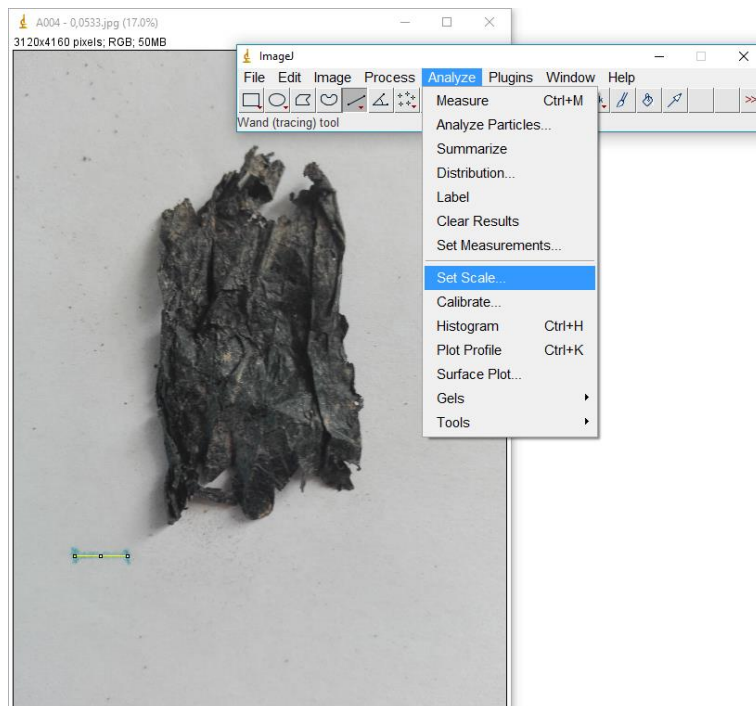 A004 - 0,0533.jpg (17.0%)
3120x4160 pixels; RGB; 50MB
ImageJ
File Edit Image Process Analyze Plugins Window Help
Wand (tracing) tool
Measure Ctrl+M
Analyze Particles...
Summarize
Distribution...
Label
Clear Results
Set Measurements...
Set Scale...
Calibrate...
Histogram Ctrl+H
Plot Profile Ctrl+K
Surface Plot...
Gels
Tools